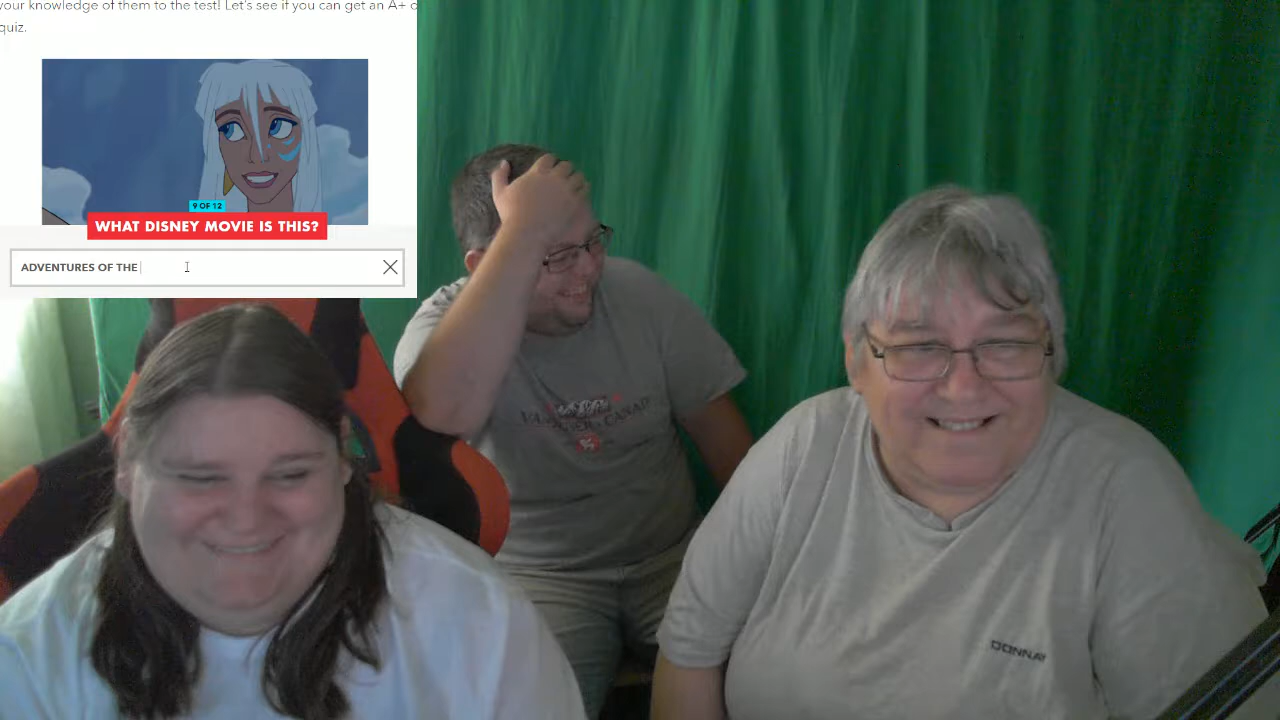 your knowledge of them to the test! Let's see if you can get an A+ o
quiz.
9 OF 12
WHAT DISNEY MOVIE IS THIS?
ADVENTURES OF THE
DONNAY